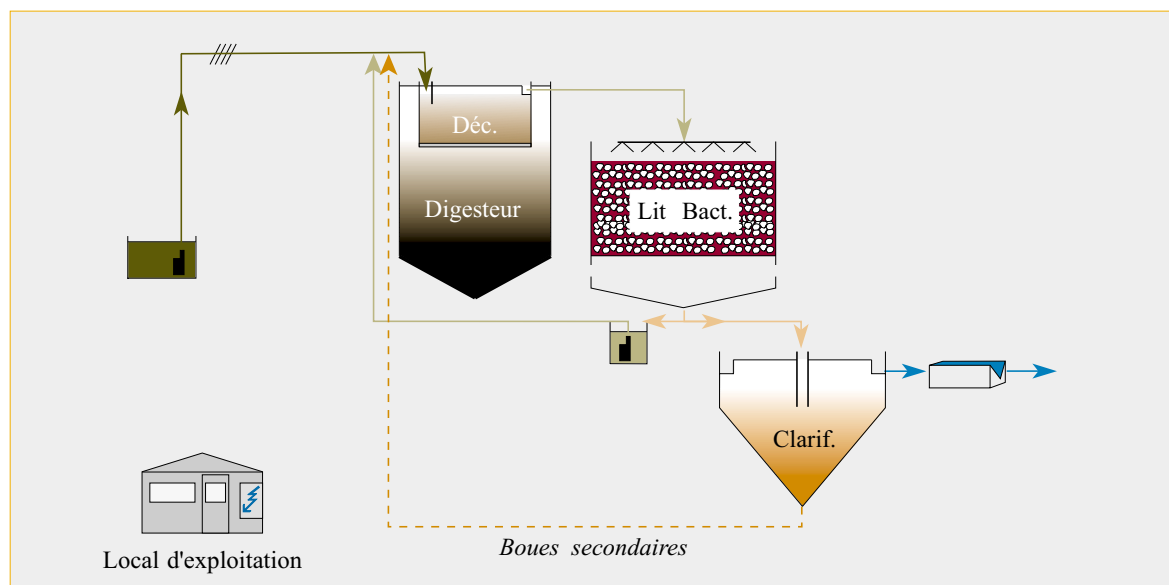 Déc.
Digesteur
Lit Bact.
Clarif.
Local d'exploitation
Boues secondaires